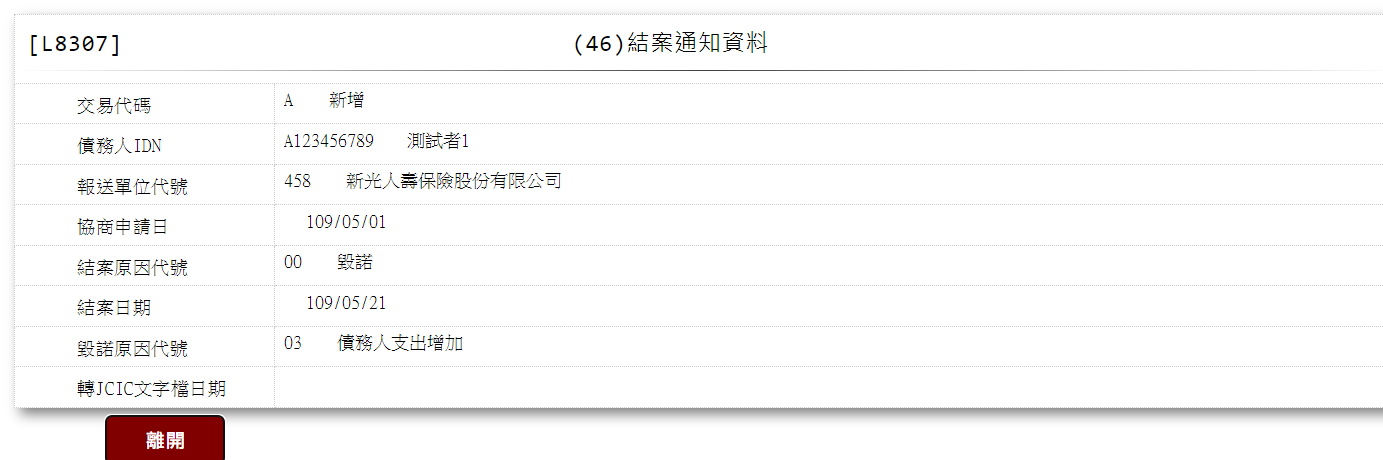 [L8307] (46)結案通知資料
交易代碼 A 新增
債務人IDN A123456789 測試者1
報送單位代號 458 新光人壽保險股份有限公司
協商申請日 109/05/01
結案原因代號 00 毀諾
結案日期 109/05/21
毀諾原因代號 03 債務人支出增加
轉JCIC文字檔日期
離開